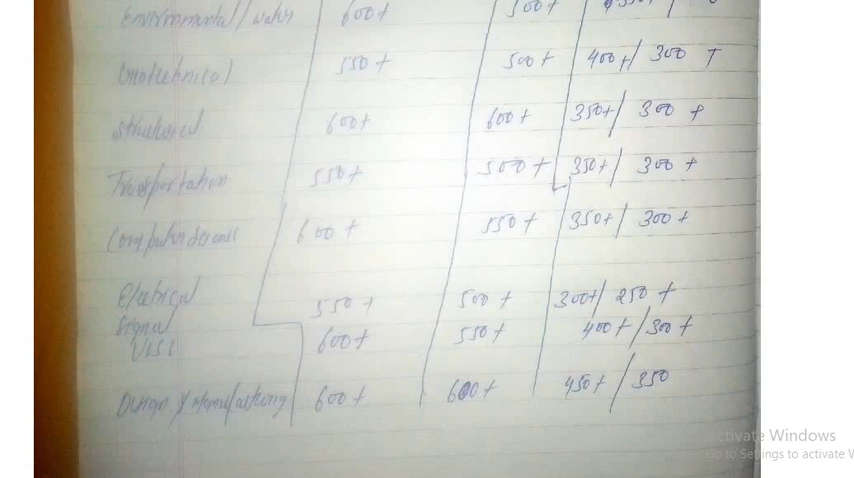 Environmental/water 600+ 500+ 350+/
Geotechnical 550+ 500+ 400+/ 300 +
Structural 600+ 600+ 350+/ 300 +
Transportation 550+ 500+ 350+/ 300+
Computer Science 600+ 550+ 350+/ 300+
Electrical 550+ 500+ 300+/ 250+
Signal
VLSI 600+ 550+ 400+/300+
Design & Manufacturing 600+ 600+ 450+/350
Activate Windows
Go to Settings to activate W